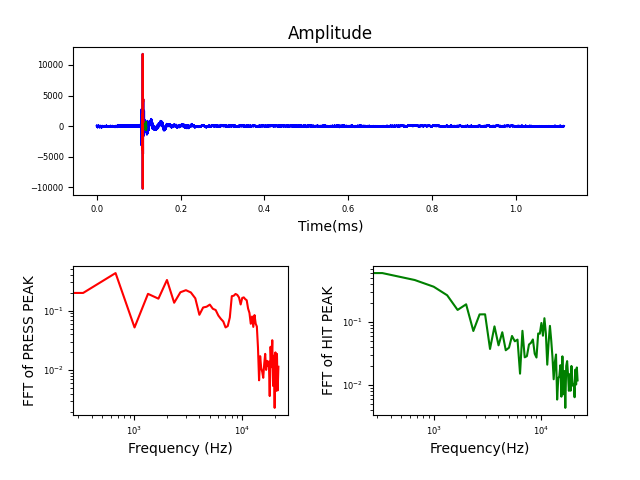 Amplitude
10000
5000
0
−5000
−10000
0.0 0.2 0.4 0.6 0.8 1.0
Time(ms)
FFT of PRESS PEAK
10⁻¹
10⁻²
10³ 10⁴
Frequency (Hz)
FFT of HIT PEAK
10⁻¹
10⁻²
10³ 10⁴
Frequency(Hz)